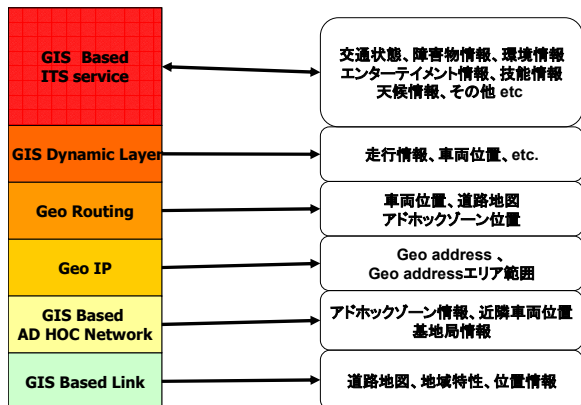 GIS Based
ITS service
交通状態、障害物情報、環境情報
エンターテイメント情報、技能情報
天候情報、その他 etc
GIS Dynamic Layer
走行情報、車両位置、etc.
Geo Routing
車両位置、道路地図
アドホックゾーン位置
Geo IP
Geo address 、
Geo addressエリア範囲
GIS Based
AD HOC Network
アドホックゾーン情報、近隣車両位置
基地局情報
GIS Based Link
道路地図、地域特性、位置情報